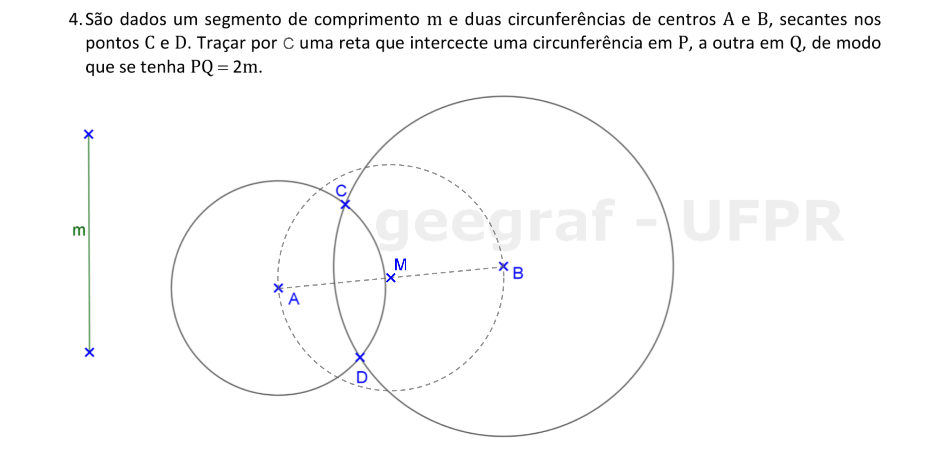 4. São dados um segmento de comprimento m e duas circunferências de centros A e B, secantes nos
pontos C e D. Traçar por C uma reta que intercecte uma circunferência em P, a outra em Q, de modo
que se tenha PQ = 2m.
C
geegraf - UFPR
m
M
B
A
D